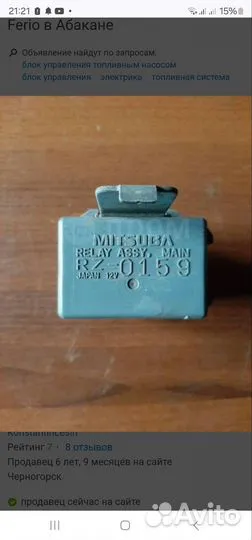 21:21
15%
Ferio в Абакане
Объявление найдут по запросам:
блок управления топливным насосом
блок управления электрика топливная система
MITSUBA
RELAY ASSY, MAIN
RZ-0159
JAPAN 12V
Рейтинг 7 · 8 отзывов
Продавец 6 лет, 9 месяцев на сайте
Черногорск
продавец сейчас на сайте
Avito